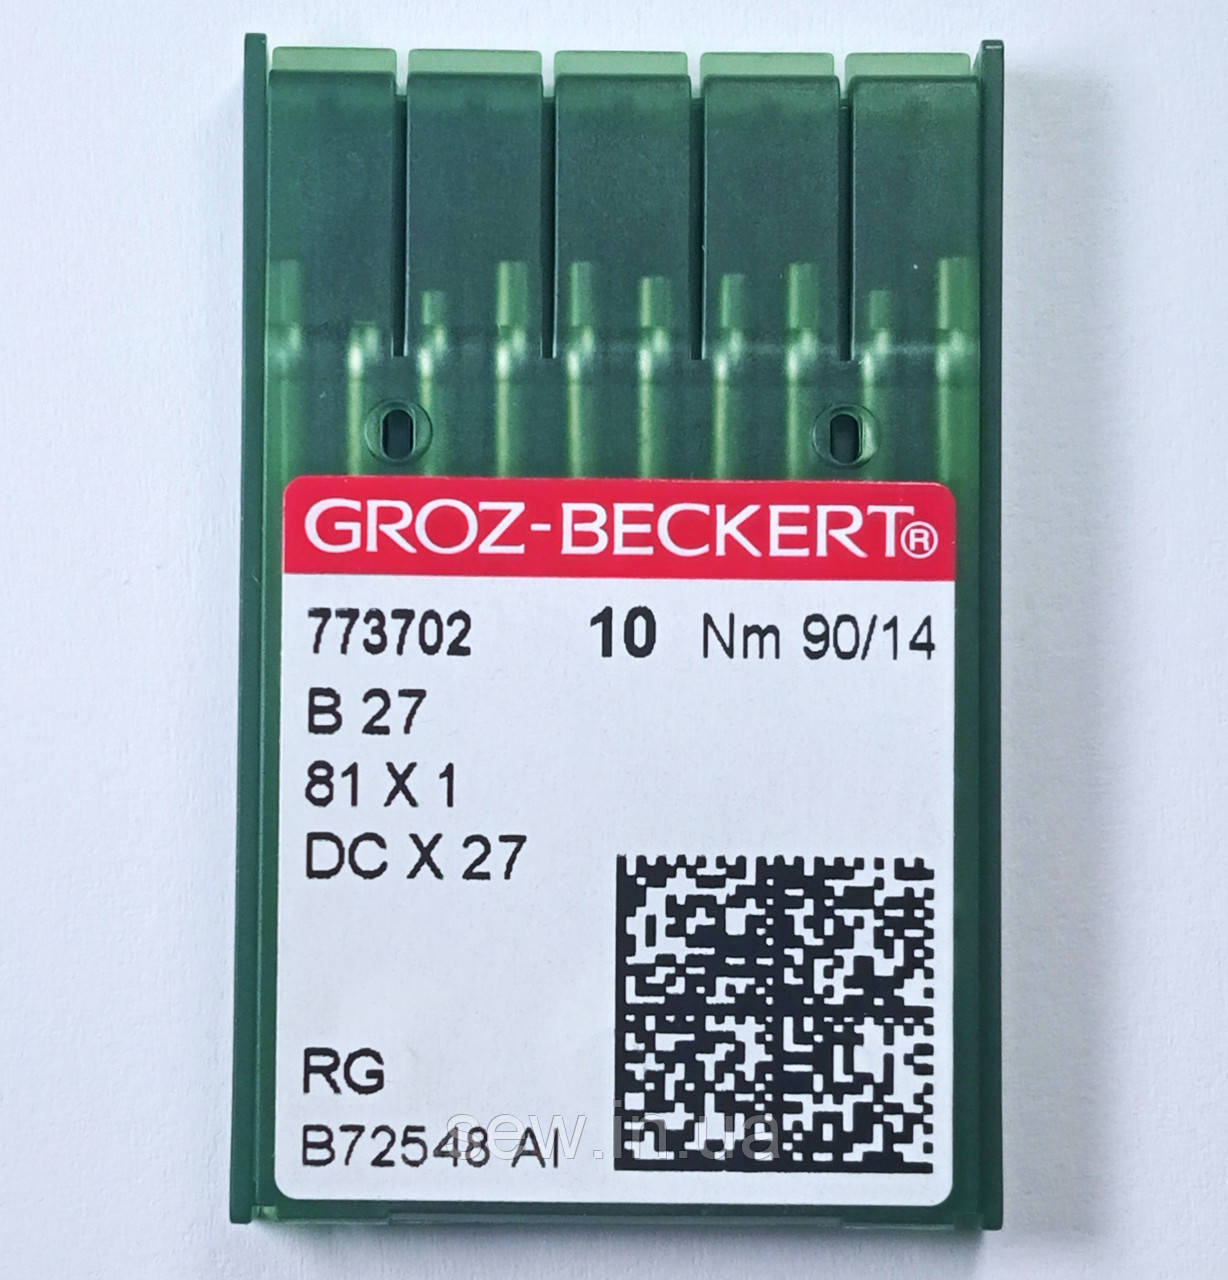 GROZ-BECKERT®
773702 10 Nm 90/14
B 27
81 X 1
DC X 27
RG
B72548 AI
sew.in.ua